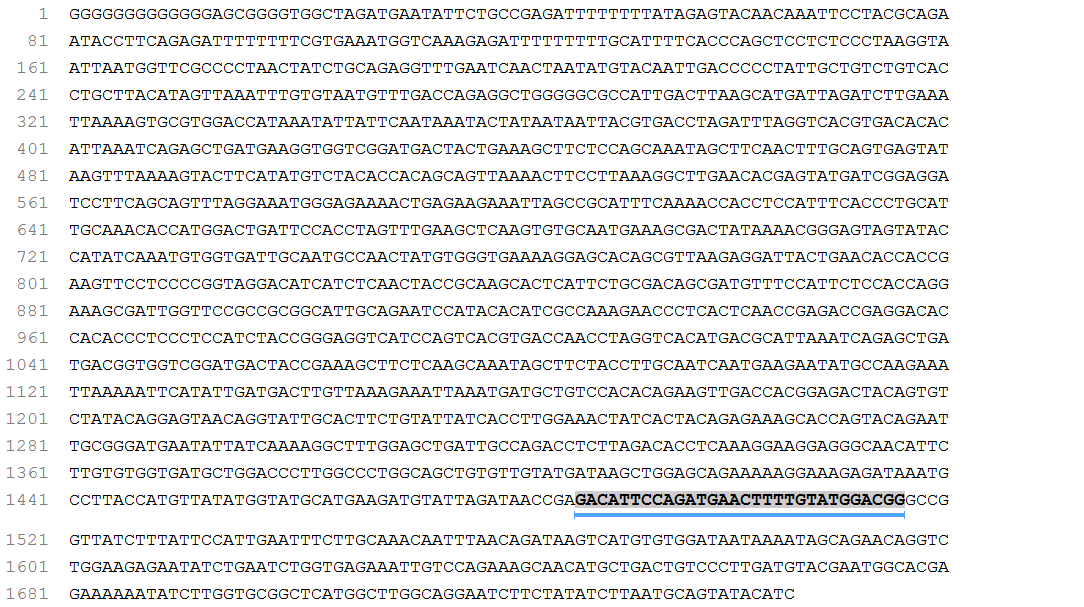 1 GGGGGGGGGGGGGAGCGGGGTGGCTAGATGAATATTCTGCCGAGATTTTTTTTTATAGAGTACAACAAATTCCTACGCAGA
81 ATACCTTCAGAGATTTTTTTTCGTGAAATGGTCAAAGAGATTTTTTTTTGCATTTTCACCCAGCTCCTCTCCCTAAGGTA
161 ATTAATGGTTCGCCCCTAACTATCTGCAGAGGTTTGAATCAACTAATATGTACAATTGACCCCCTATTGCTGTCTGTCAC
241 CTGCTTACATAGTTAAATTTGTGTAATGTTTGACCAGAGGCTGGGGGCGCCATTGACTTAAGCATGATTAGATCTTGAAA
321 TTAAAAGTGCGTGGACCATAAATATTATTCAATAAATACTATAATAATTACGTGACCTAGATTTAGGTCACGTGACACAC
401 ATTAAATCAGAGCTGATGAAGGTGGTCGGATGACTACTGAAAGCTTCTCCAGCAAATAGCTTCAACTTTGCAGTGAGTAT
481 AAGTTTAAAAGTACTTCATATGTCTACACCACAGCAGTTAAAACTTCCTTAAAGGCTTGAACACGAGTATGATCGGAGGA
561 TCCTTCAGCAGTTTAGGAAATGGGAGAAAACTGAGAAGAAATTAGCCGCATTTCAAAACCACCTCCATTTCACCCTGCAT
641 TGCAAACACCATGGACTGATTCCACCTAGTTTGAAGCTCAAGTGTGCAATGAAAGCGACTATAAAACGGGAGTAGTATAC
721 CATATCAAATGTGGTGATTGCAATGCCAACTATGTGGGTGAAAAGGAGCACAGCGTTAAGAGGATTACTGAACACCACCG
801 AAGTTCCTCCCCGGTAGGACATCATCTCAACTACCGCAAGCACTCATTCTGCGACAGCGATGTTTCCATTCTCCACCAGG
881 AAAGCGATTGGTTCCGCCGCGGCATTGCAGAATCCATACACATCGCCAAAGAACCCTCACTCAACCGAGACCGAGGACAC
961 CACACCCTCCCTCCATCTACCGGGAGGTCATCCAGTCACGTGACCAACCTAGGTCACATGACGCATTAAATCAGAGCTGA
1041 TGACGGTGGTCGGATGACTACCGAAAGCTTCTCAAGCAAATAGCTTCTACCTTGCAATCAATGAAGAATATGCCAAGAAA
1121 TTAAAAATTCATATTGATGACTTGTTAAAGAAATTAAATGATGCTGTCCACACAGAAGTTGACCACGGAGACTACAGTGT
1201 CTATACAGGAGTAACAGGTATTGCACTTCTGTATTATCACCTTGGAAACTATCACTACAGAGAAAGCACCAGTACAGAAT
1281 TGCGGGATGAATATTATCAAAAGGCTTTGGAGCTGATTGCCAGACCTCTTAGACACCTCAAAGGAAGGAGGGCAACATTC
1361 TTGTGTGGTGATGCTGGACCCTTGGCCCTGGCAGCTGTGTTGTATGATAAGCTGGAGCAGAAAAAGGAAAGAGATAAATG
1441 CCTTACCATGTTATATGGTATGCATGAAGATGTATTAGATAACCGAGACATTCCAGATGAACTTTTGTATGGACGGGCCG
1521 GTTATCTTTATTCCATTGAATTTCTTGCAAACAATTTAACAGATAAGTCATGTGTGGATAATAAAATAGCAGAACAGGTC
1601 TGGAAGAGAATATCTGAATCTGGTGAGAAATTGTCCAGAAAGCAACATGCTGACTGTCCCTTGATGTACGAATGGCACGA
1681 GAAAAAATATCTTGGTGCGGCTCATGGCTTGGCAGGAATCTTCTATATCTTAATGCAGTATACATC